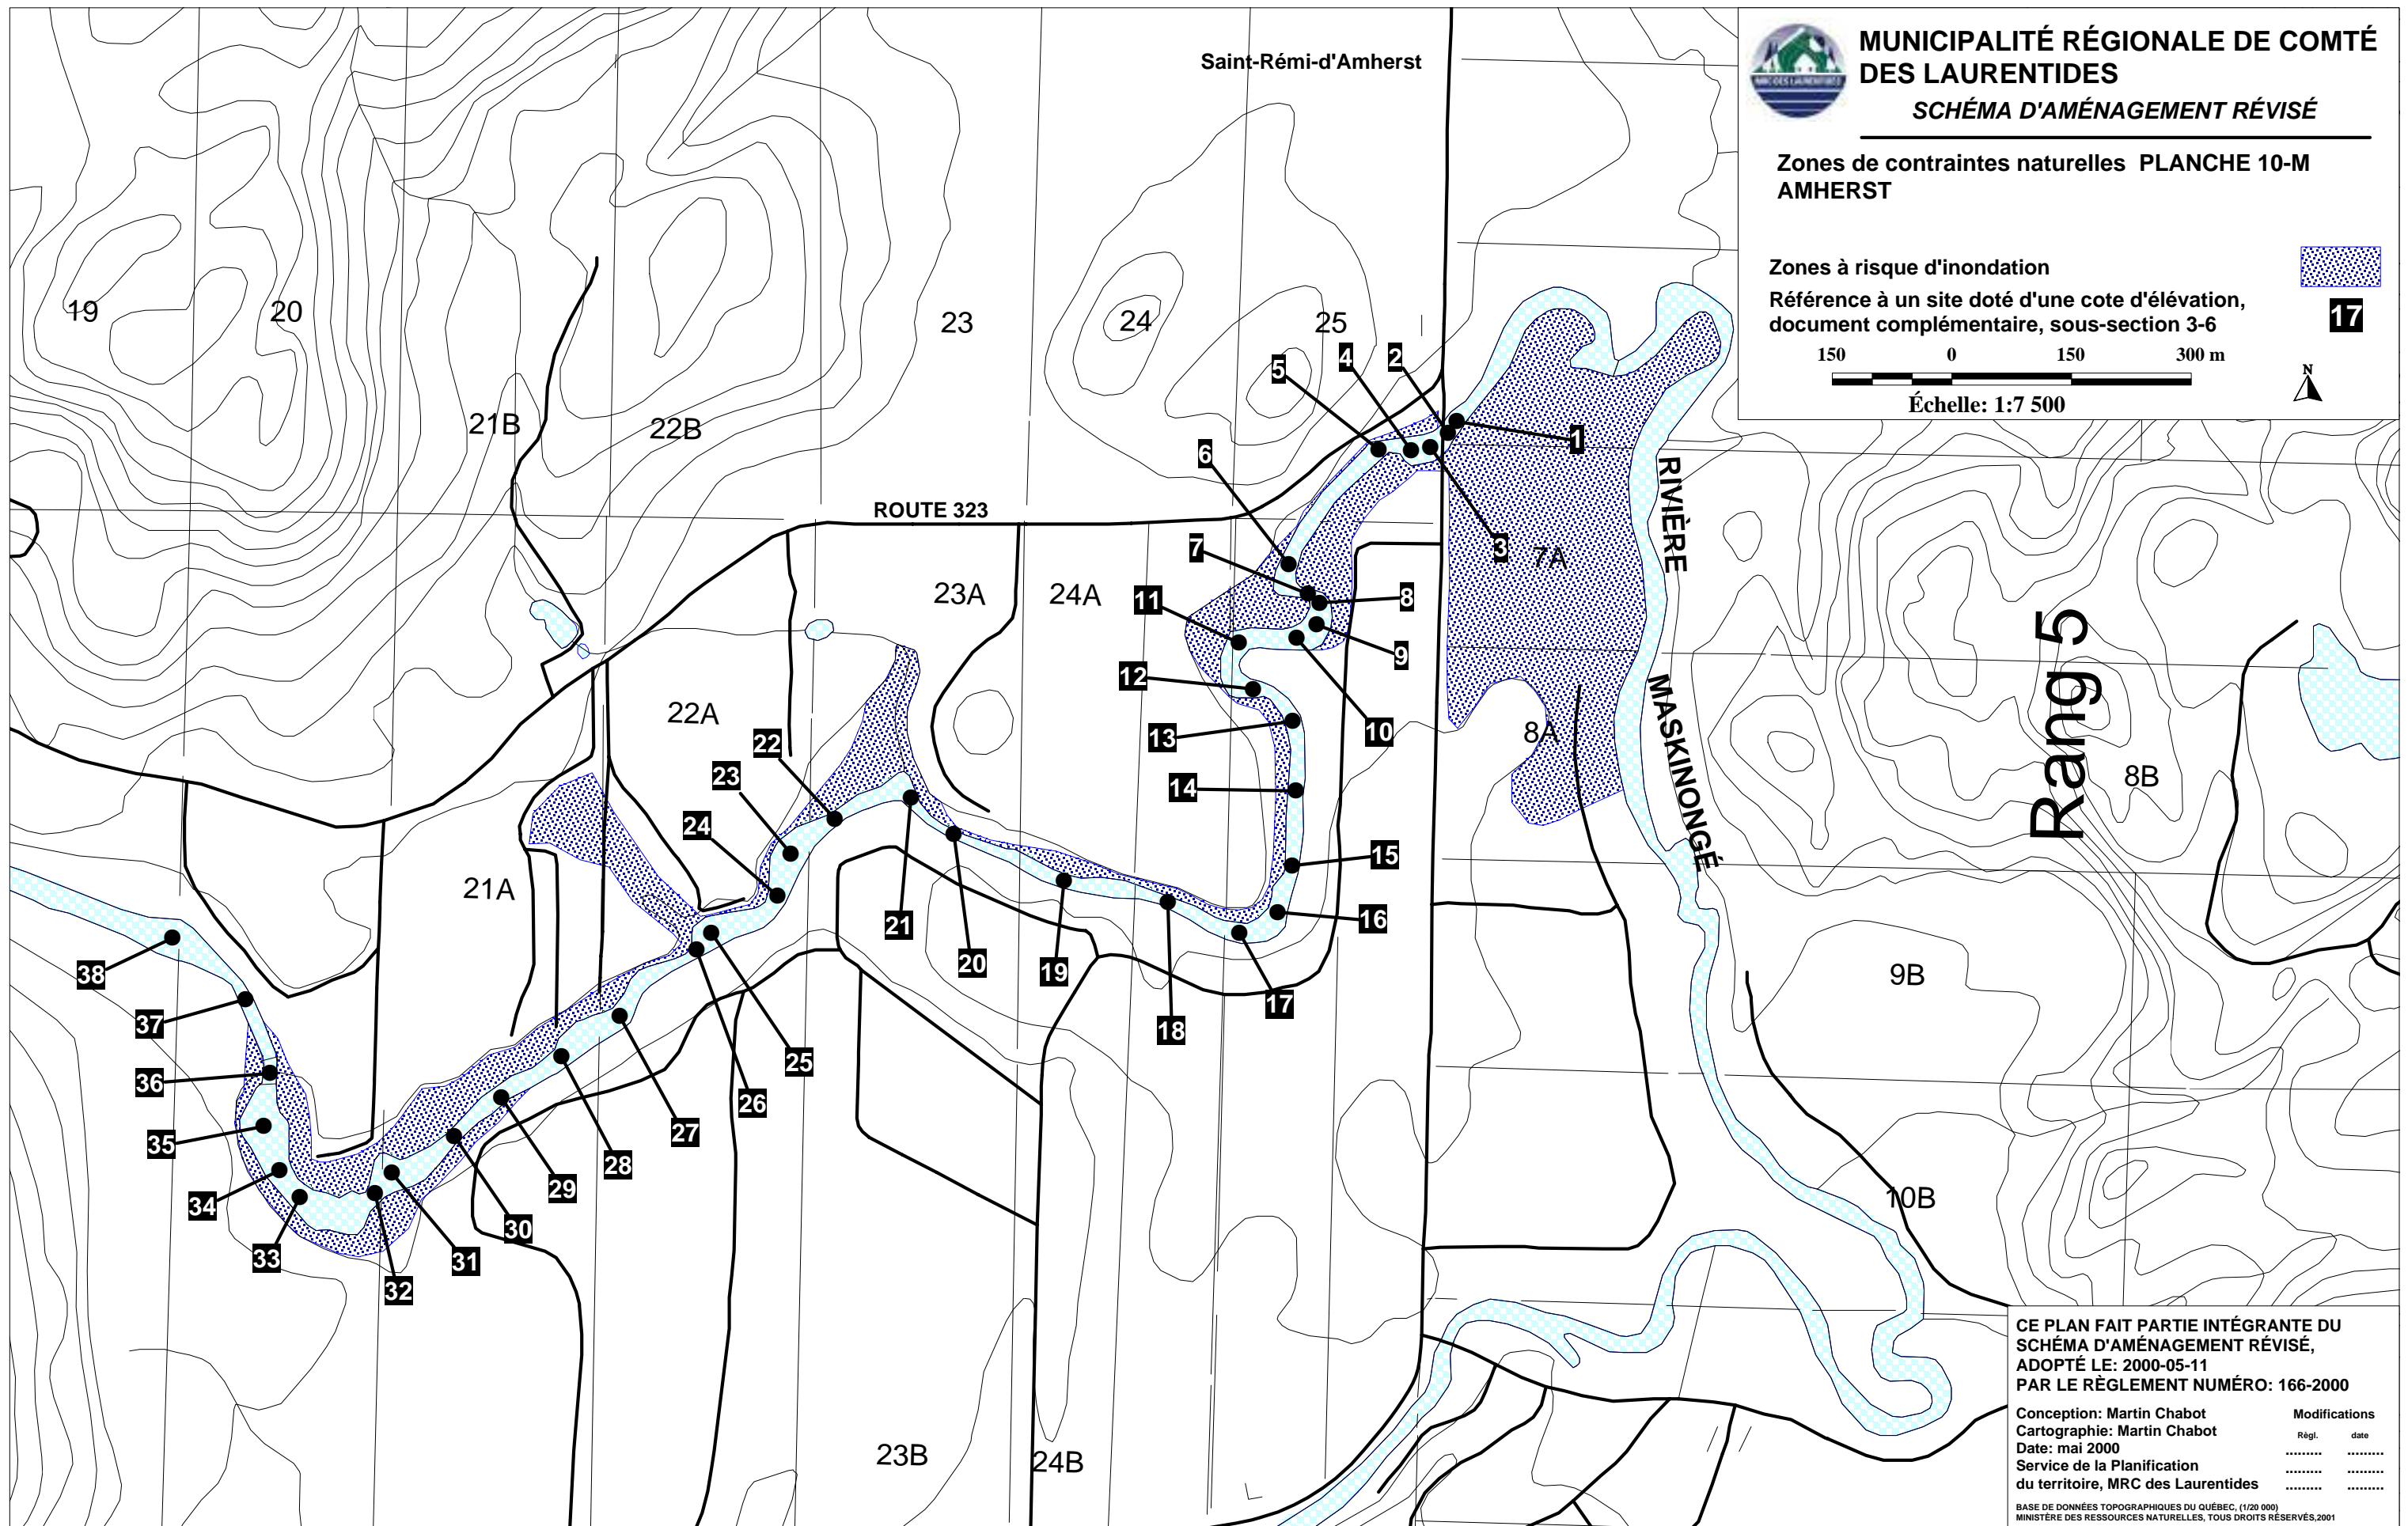 Saint-Rémi-d'Amherst
MRC DES LAURENTIDES
MUNICIPALITÉ RÉGIONALE DE COMTÉ
DES LAURENTIDES
SCHÉMA D'AMÉNAGEMENT RÉVISÉ
Zones de contraintes naturelles PLANCHE 10-M
AMHERST
Zones à risque d'inondation
Référence à un site doté d'une cote d'élévation,
document complémentaire, sous-section 3-6
17
150 0 150 300 m
Échelle: 1:7 500
N
19
20
21B
22B
23
24
25
5
4
2
1
6
3
ROUTE 323
7
8
9
10
11
12
13
14
15
16
17
18
19
20
21
22
23
24
25
26
27
28
29
30
31
32
33
34
35
36
37
38
21A
22A
23A
24A
7A
8A
RIVIÈRE
MASKINONGÉ
Rang 5
8B
9B
10B
23B
24B
CE PLAN FAIT PARTIE INTÉGRANTE DU
SCHÉMA D'AMÉNAGEMENT RÉVISÉ,
ADOPTÉ LE: 2000-05-11
PAR LE RÈGLEMENT NUMÉRO: 166-2000
Conception: Martin Chabot Modifications
Cartographie: Martin Chabot Règl. date
Date: mai 2000 ......... .........
Service de la Planification ......... .........
du territoire, MRC des Laurentides ......... .........
BASE DE DONNÉES TOPOGRAPHIQUES DU QUÉBEC, (1/20 000)
MINISTÈRE DES RESSOURCES NATURELLES, TOUS DROITS RÉSERVÉS,2001